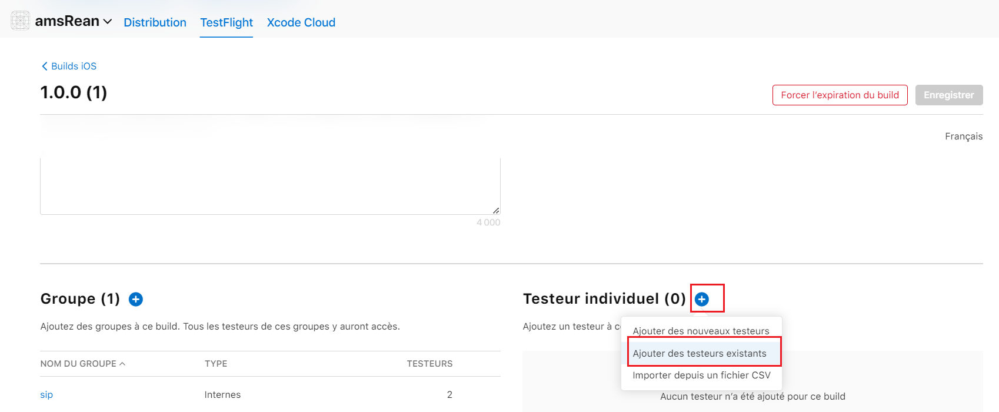 amsRean Distribution TestFlight Xcode Cloud
Builds iOS
1.0.0 (1)
Forcer l’expiration du build Enregistrer
Français
4 000
Groupe (1)
Ajoutez des groupes à ce build. Tous les testeurs de ces groupes y auront accès.
NOM DU GROUPE TYPE TESTEURS
sip Internes 2
Testeur individuel (0)
Ajoutez un testeur à c
Ajouter des nouveaux testeurs
Ajouter des testeurs existants
Importer depuis un fichier CSV
Aucun testeur n’a été ajouté pour ce build